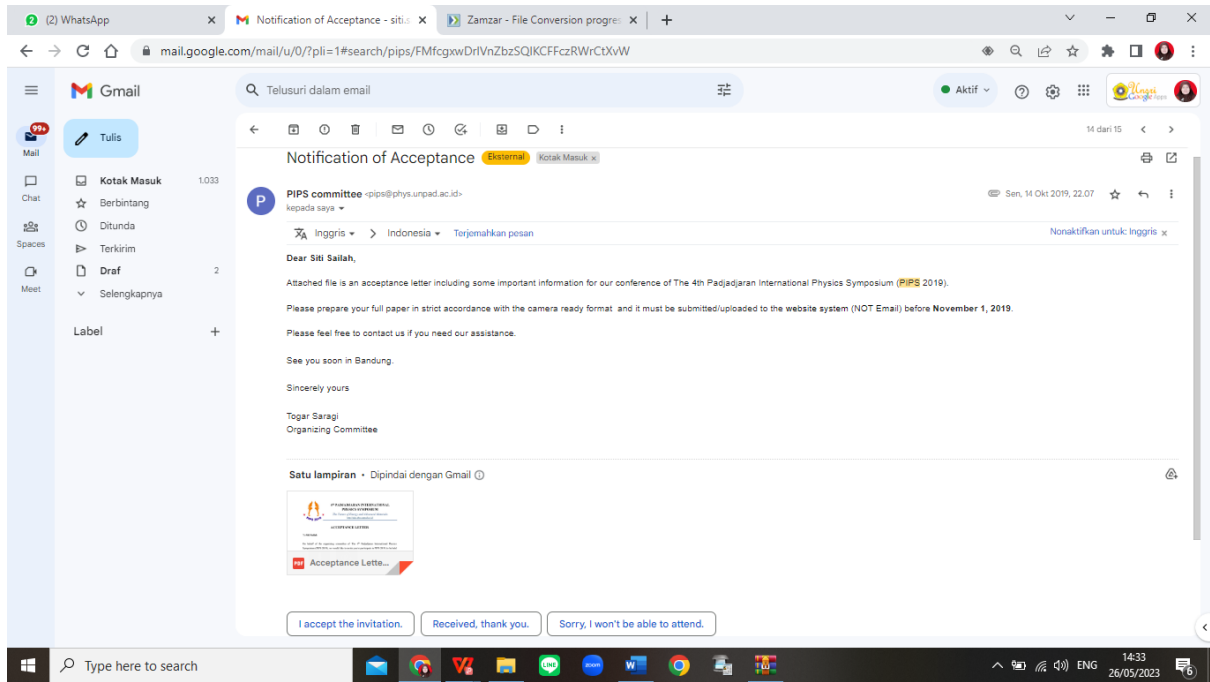 2 (2) WhatsApp
Notification of Acceptance - siti.s
Zamzar - File Conversion progres
mail.google.com/mail/u/0/?pli=1#search/pips/FMfcgxwDrIVnZbzSQIKCFFczRWrCtXvW
Gmail
Telusuri dalam email
Aktif
99+
Mail
Chat
Spaces
Meet
Tulis
Kotak Masuk 1.033
Berbintang
Ditunda
Terkirim
Draf 2
Selengkapnya
Label +
14 dari 15
Notification of Acceptance Eksternal Kotak Masuk x
P
PIPS committee <pips@phys.unpad.ac.id>
Sen, 14 Okt 2019, 22.07
kepada saya
Inggris > Indonesia Terjemahkan pesan
Nonaktifkan untuk: Inggris x
Dear Siti Sailah,
Attached file is an acceptance letter including some important information for our conference of The 4th Padjadjaran International Physics Symposium (PIPS 2019).
Please prepare your full paper in strict accordance with the camera ready format and it must be submitted/uploaded to the website system (NOT Email) before November 1, 2019.
Please feel free to contact us if you need our assistance.
See you soon in Bandung.
Sincerely yours
Togar Saragi
Organizing Committee
Satu lampiran • Dipindai dengan Gmail
ACCEPTANCE LETTER
PDF Acceptance Lette...
I accept the invitation.
Received, thank you.
Sorry, I won't be able to attend.
Type here to search
LINE
zoom
ENG
14:33
26/05/2023
6